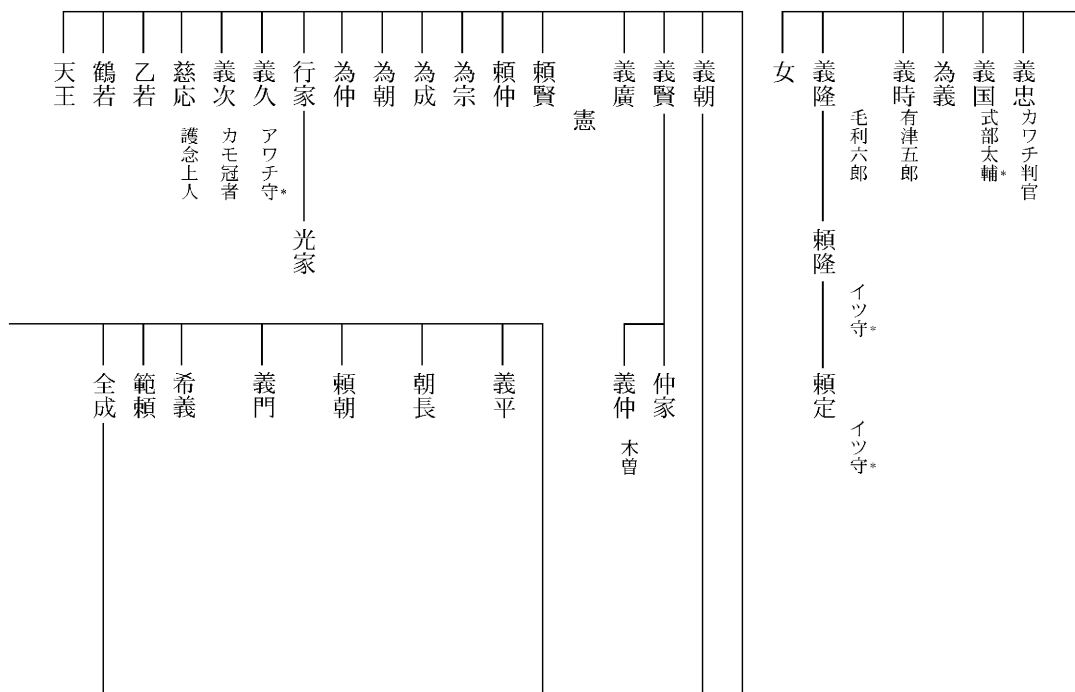 義忠
カワチ判官
義国
式部太輔*
為義
義時
有津五郎
義隆
毛利六郎
女
頼隆
イツ守*
頼定
イツ守*
義朝
義賢
義廣
憲
頼賢
頼仲
為宗
為成
為朝
為仲
行家
義久
アワチ守*
義次
カモ冠者
慈応
護念上人
乙若
鶴若
天王
光家
仲家
義仲
木曽
義平
朝長
頼朝
義門
希義
範頼
全成